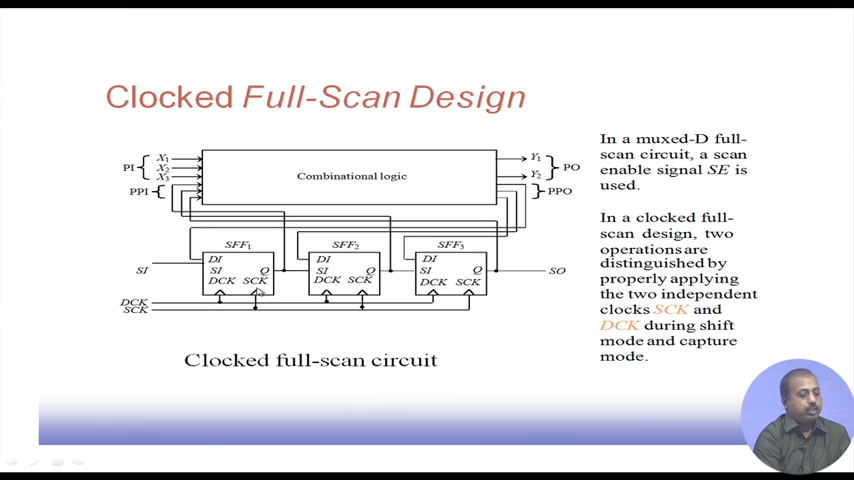 Clocked Full-Scan Design
PI
X1
X2
X3
PPI
Combinational logic
Y1
Y2
PO
PPO
SFF1
SFF2
SFF3
DI
SI Q
DCK SCK
DI
SI Q
DCK SCK
DI
SI Q
DCK SCK
SI
SO
DCK
SCK
Clocked full-scan circuit
In a muxed-D full-
scan circuit, a scan
enable signal SE is
used.
In a clocked full-
scan design, two
operations are
distinguished by
properly applying
the two independent
clocks SCK and
DCK during shift
mode and capture
mode.